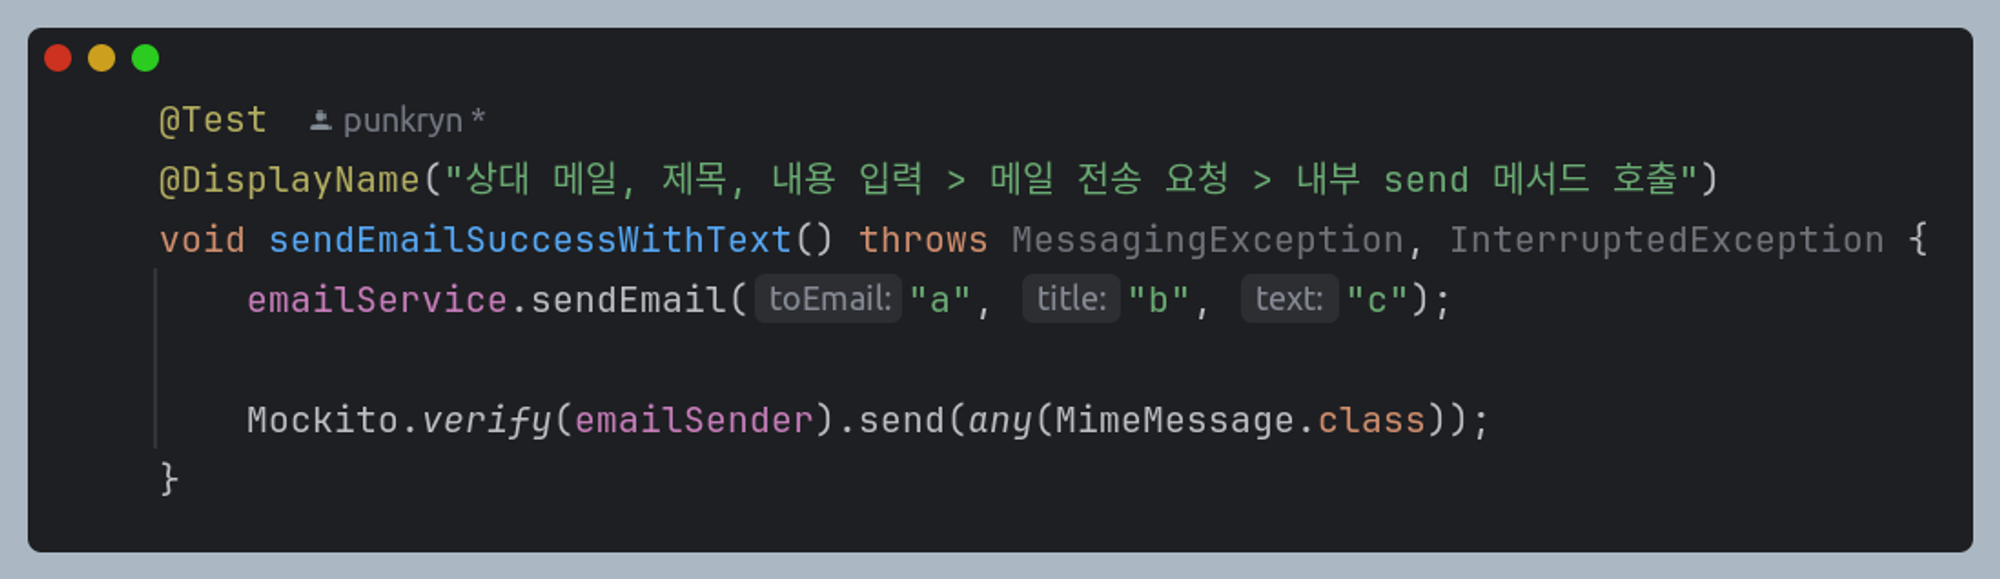 @Test punkryn *
@DisplayName("상대 메일, 제목, 내용 입력 > 메일 전송 요청 > 내부 send 메서드 호출")
void sendEmailSuccessWithText() throws MessagingException, InterruptedException {
emailService.sendEmail( toEmail: "a", title: "b", text: "c");
Mockito.verify(emailSender).send(any(MimeMessage.class));
}